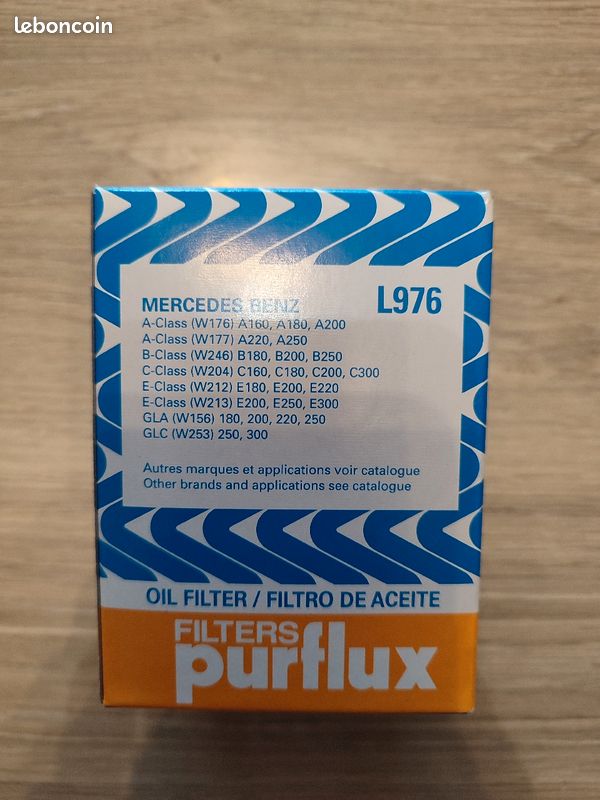 leboncoin
MERCEDES BENZ
L976
A-Class (W176) A160, A180, A200
A-Class (W177) A220, A250
B-Class (W246) B180, B200, B250
C-Class (W204) C160, C180, C200, C300
E-Class (W212) E180, E200, E220
E-Class (W213) E200, E250, E300
GLA (W156) 180, 200, 220, 250
GLC (W253) 250, 300
Autres marques et applications voir catalogue
Other brands and applications see catalogue
OIL FILTER / FILTRO DE ACEITE
FILTERS
purflux